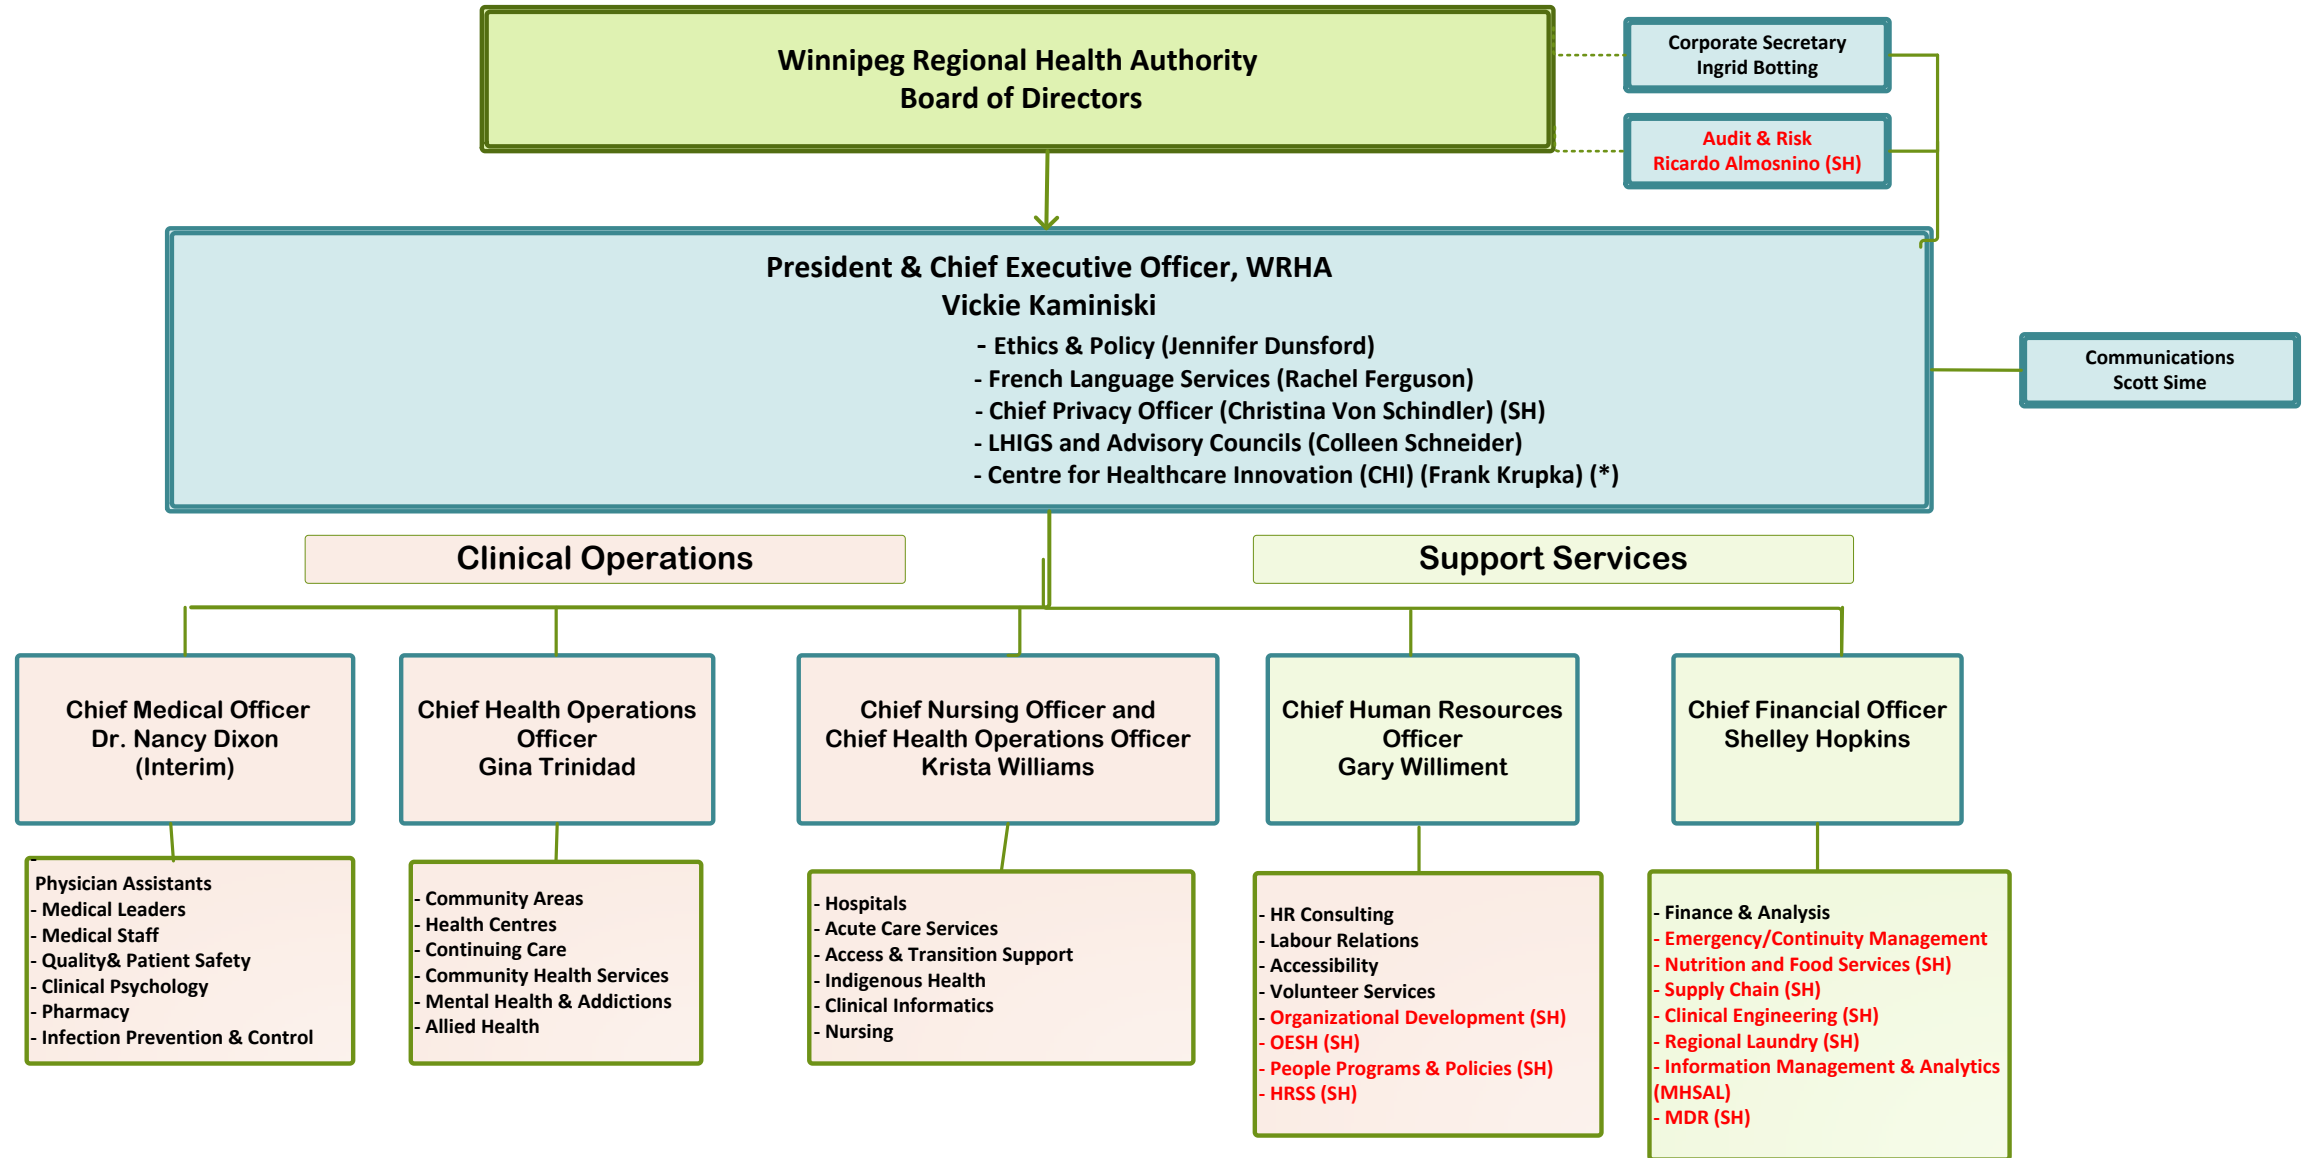 Winnipeg Regional Health Authority
Board of Directors
Corporate Secretary
Ingrid Botting
Audit & Risk
Ricardo Almosnino (SH)
President & Chief Executive Officer, WRHA
Vickie Kaminiski
- Ethics & Policy (Jennifer Dunsford)
- French Language Services (Rachel Ferguson)
- Chief Privacy Officer (Christina Von Schindler) (SH)
- LHIGS and Advisory Councils (Colleen Schneider)
- Centre for Healthcare Innovation (CHI) (Frank Krupka) (*)
Communications
Scott Sime
Clinical Operations
Support Services
Chief Medical Officer
Dr. Nancy Dixon
(Interim)
Chief Health Operations
Officer
Gina Trinidad
Chief Nursing Officer and
Chief Health Operations Officer
Krista Williams
Chief Human Resources
Officer
Gary Williment
Chief Financial Officer
Shelley Hopkins
-
Physician Assistants
- Medical Leaders
- Medical Staff
- Quality& Patient Safety
- Clinical Psychology
- Pharmacy
- Infection Prevention & Control
- Community Areas
- Health Centres
- Continuing Care
- Community Health Services
- Mental Health & Addictions
- Allied Health
- Hospitals
- Acute Care Services
- Access & Transition Support
- Indigenous Health
- Clinical Informatics
- Nursing
- HR Consulting
- Labour Relations
- Accessibility
- Volunteer Services
- Organizational Development (SH)
- OESH (SH)
- People Programs & Policies (SH)
- HRSS (SH)
- Finance & Analysis
- Emergency/Continuity Management
- Nutrition and Food Services (SH)
- Supply Chain (SH)
- Clinical Engineering (SH)
- Regional Laundry (SH)
- Information Management & Analytics
(MHSAL)
- MDR (SH)